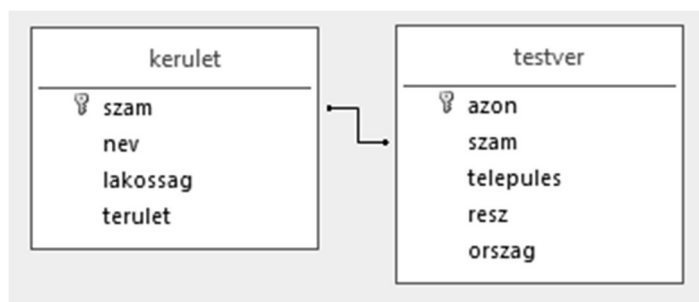 kerulet
szam
nev
lakossag
terulet
testver
azon
szam
telepules
resz
orszag